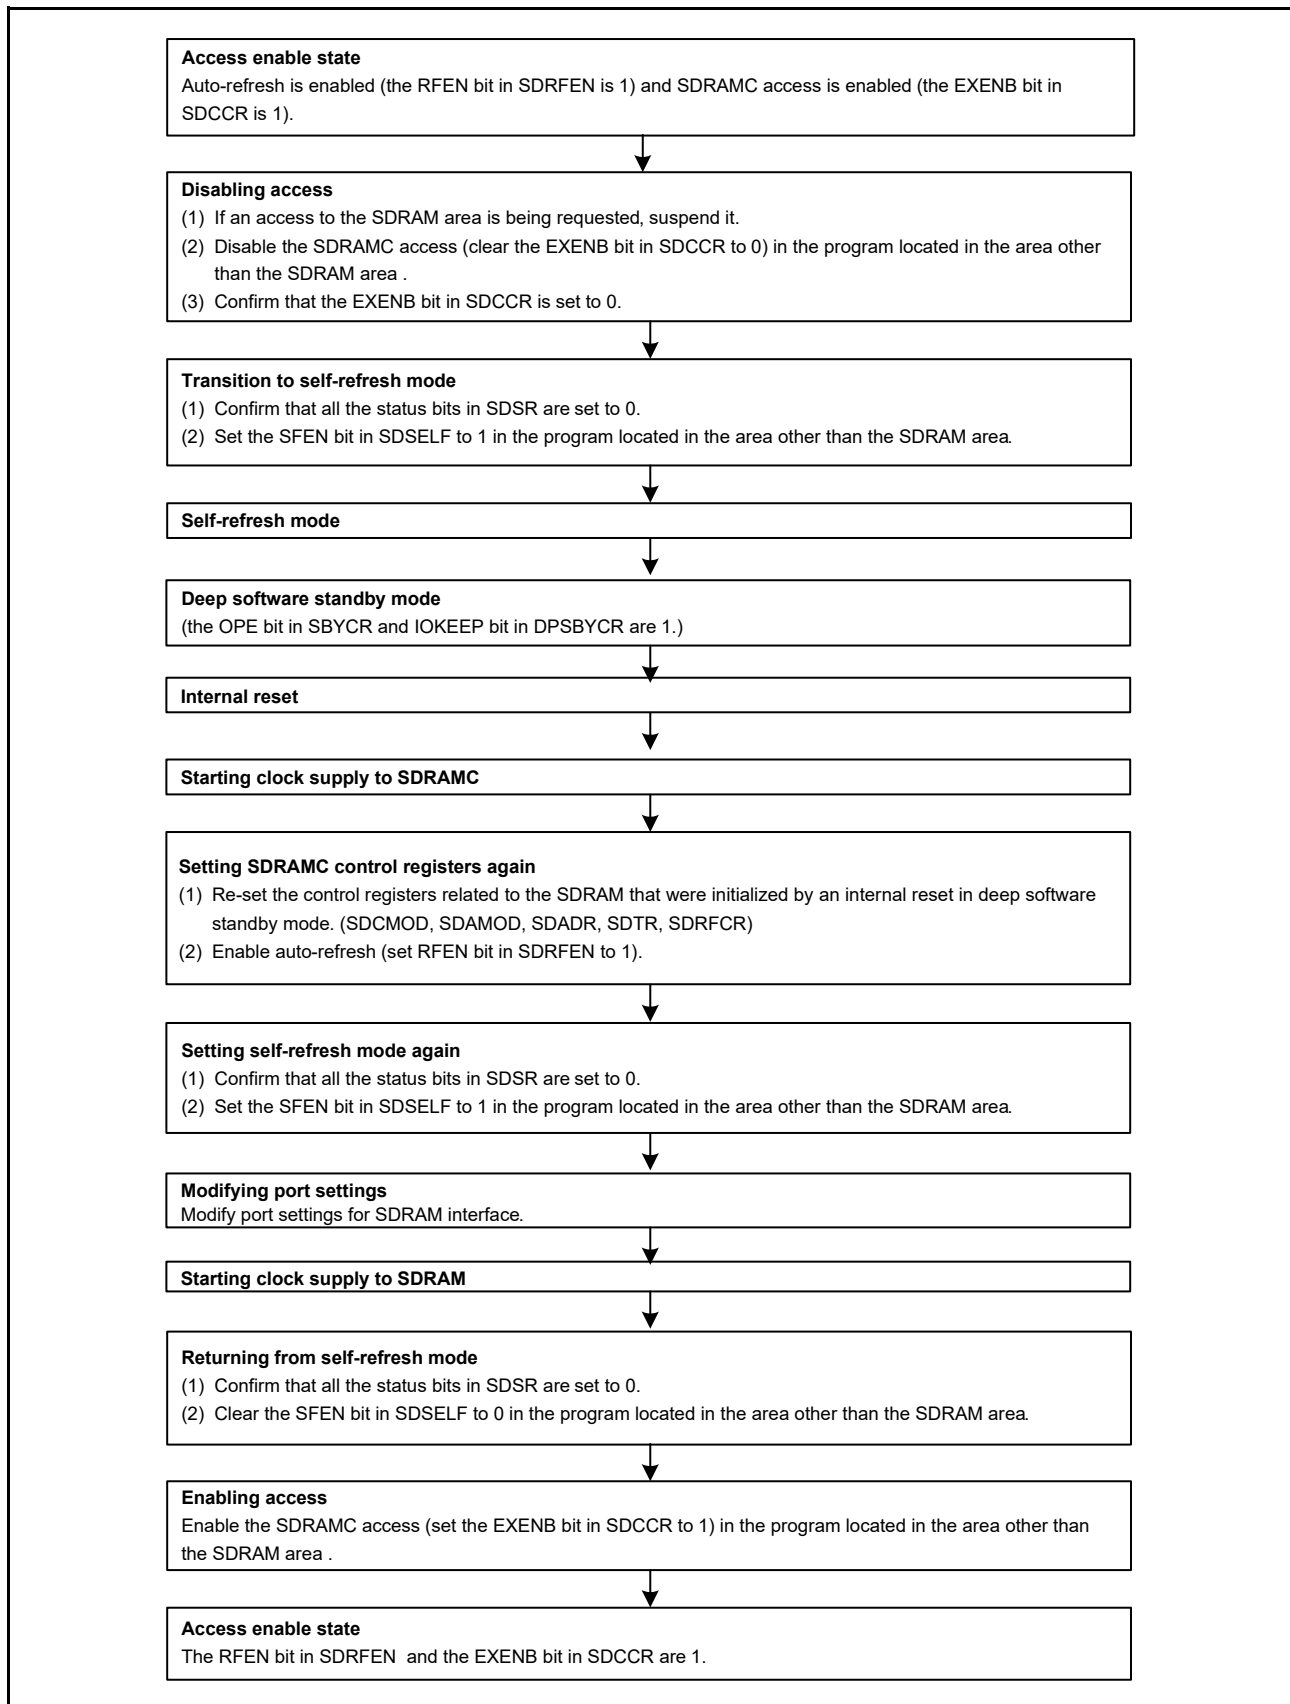 Access enable state
Auto-refresh is enabled (the RFEN bit in SDRFEN is 1) and SDRAMC access is enabled (the EXENB bit in
SDCCR is 1).
Disabling access
(1) If an access to the SDRAM area is being requested, suspend it.
(2) Disable the SDRAMC access (clear the EXENB bit in SDCCR to 0) in the program located in the area other
than the SDRAM area .
(3) Confirm that the EXENB bit in SDCCR is set to 0.
Transition to self-refresh mode
(1) Confirm that all the status bits in SDSR are set to 0.
(2) Set the SFEN bit in SDSELF to 1 in the program located in the area other than the SDRAM area.
Self-refresh mode
Deep software standby mode
(the OPE bit in SBYCR and IOKEEP bit in DPSBYCR are 1.)
Internal reset
Starting clock supply to SDRAMC
Setting SDRAMC control registers again
(1) Re-set the control registers related to the SDRAM that were initialized by an internal reset in deep software
standby mode. (SDCMOD, SDAMOD, SDADR, SDTR, SDRFCR)
(2) Enable auto-refresh (set RFEN bit in SDRFEN to 1).
Setting self-refresh mode again
(1) Confirm that all the status bits in SDSR are set to 0.
(2) Set the SFEN bit in SDSELF to 1 in the program located in the area other than the SDRAM area.
Modifying port settings
Modify port settings for SDRAM interface.
Starting clock supply to SDRAM
Returning from self-refresh mode
(1) Confirm that all the status bits in SDSR are set to 0.
(2) Clear the SFEN bit in SDSELF to 0 in the program located in the area other than the SDRAM area.
Enabling access
Enable the SDRAMC access (set the EXENB bit in SDCCR to 1) in the program located in the area other than
the SDRAM area .
Access enable state
The RFEN bit in SDRFEN and the EXENB bit in SDCCR are 1.